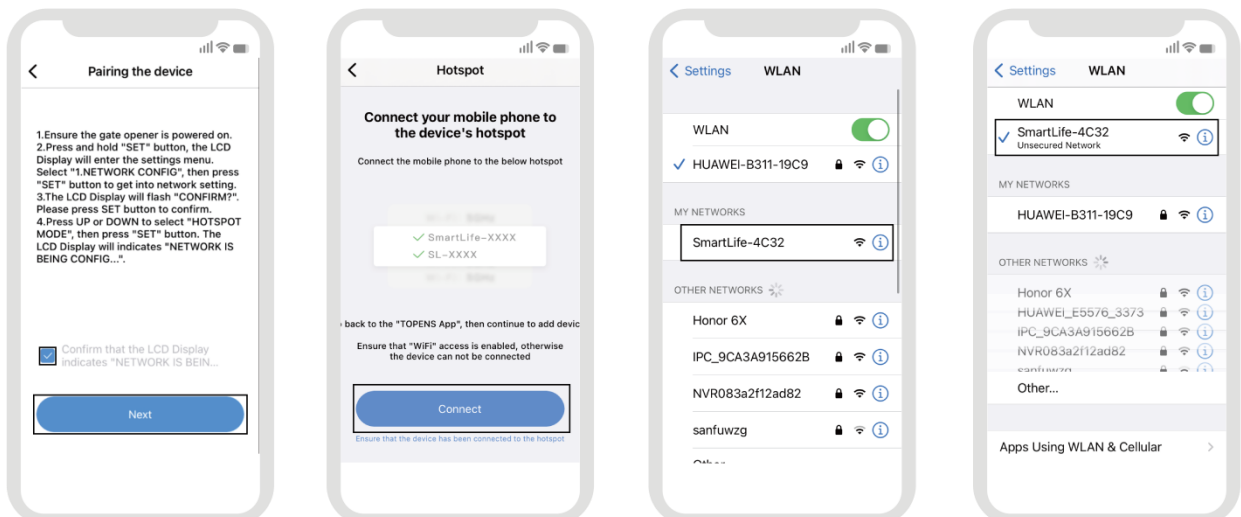 Pairing the device
1.Ensure the gate opener is powered on.
2.Press and hold "SET" button, the LCD
Display will enter the settings menu.
Select "1.NETWORK CONFIG", then press
"SET" button to get into network setting.
3.The LCD Display will flash "CONFIRM?".
Please press SET button to confirm.
4.Press UP or DOWN to select "HOTSPOT
MODE", then press "SET" button. The
LCD Display will indicates "NETWORK IS
BEING CONFIG...".
Confirm that the LCD Display
indicates "NETWORK IS BEIN...
Next
Hotspot
Connect your mobile phone to
the device's hotspot
Connect the mobile phone to the below hotspot
SmartLife-XXXX
SL-XXXX
back to the "TOPENS App", then continue to add devic
Ensure that "WiFi" access is enabled, otherwise
the device can not be connected
Connect
Ensure that the device has been connected to the hotspot
Settings WLAN
WLAN
HUAWEI-B311-19C9
MY NETWORKS
SmartLife-4C32
OTHER NETWORKS
Honor 6X
IPC_9CA3A915662B
NVR083a2f12ad82
sanfuwzg
Settings WLAN
WLAN
SmartLife-4C32
Unsecured Network
MY NETWORKS
HUAWEI-B311-19C9
OTHER NETWORKS
Honor 6X
HUAWEI_E5576_3373
IPC_9CA3A915662B
NVR083a2f12ad82
sanfuwzg
Other...
Apps Using WLAN & Cellular